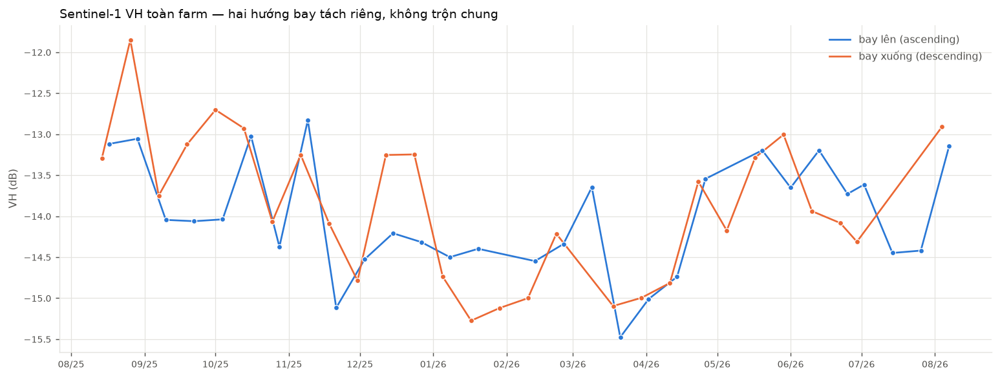 Sentinel-1 VH toàn farm — hai hướng bay tách riêng, không trộn chung
bay lên (ascending)
bay xuống (descending)
VH (dB)
−12.0
−12.5
−13.0
−13.5
−14.0
−14.5
−15.0
−15.5
08/25 09/25 10/25 11/25 12/25 01/26 02/26 03/26 04/26 05/26 06/26 07/26 08/26